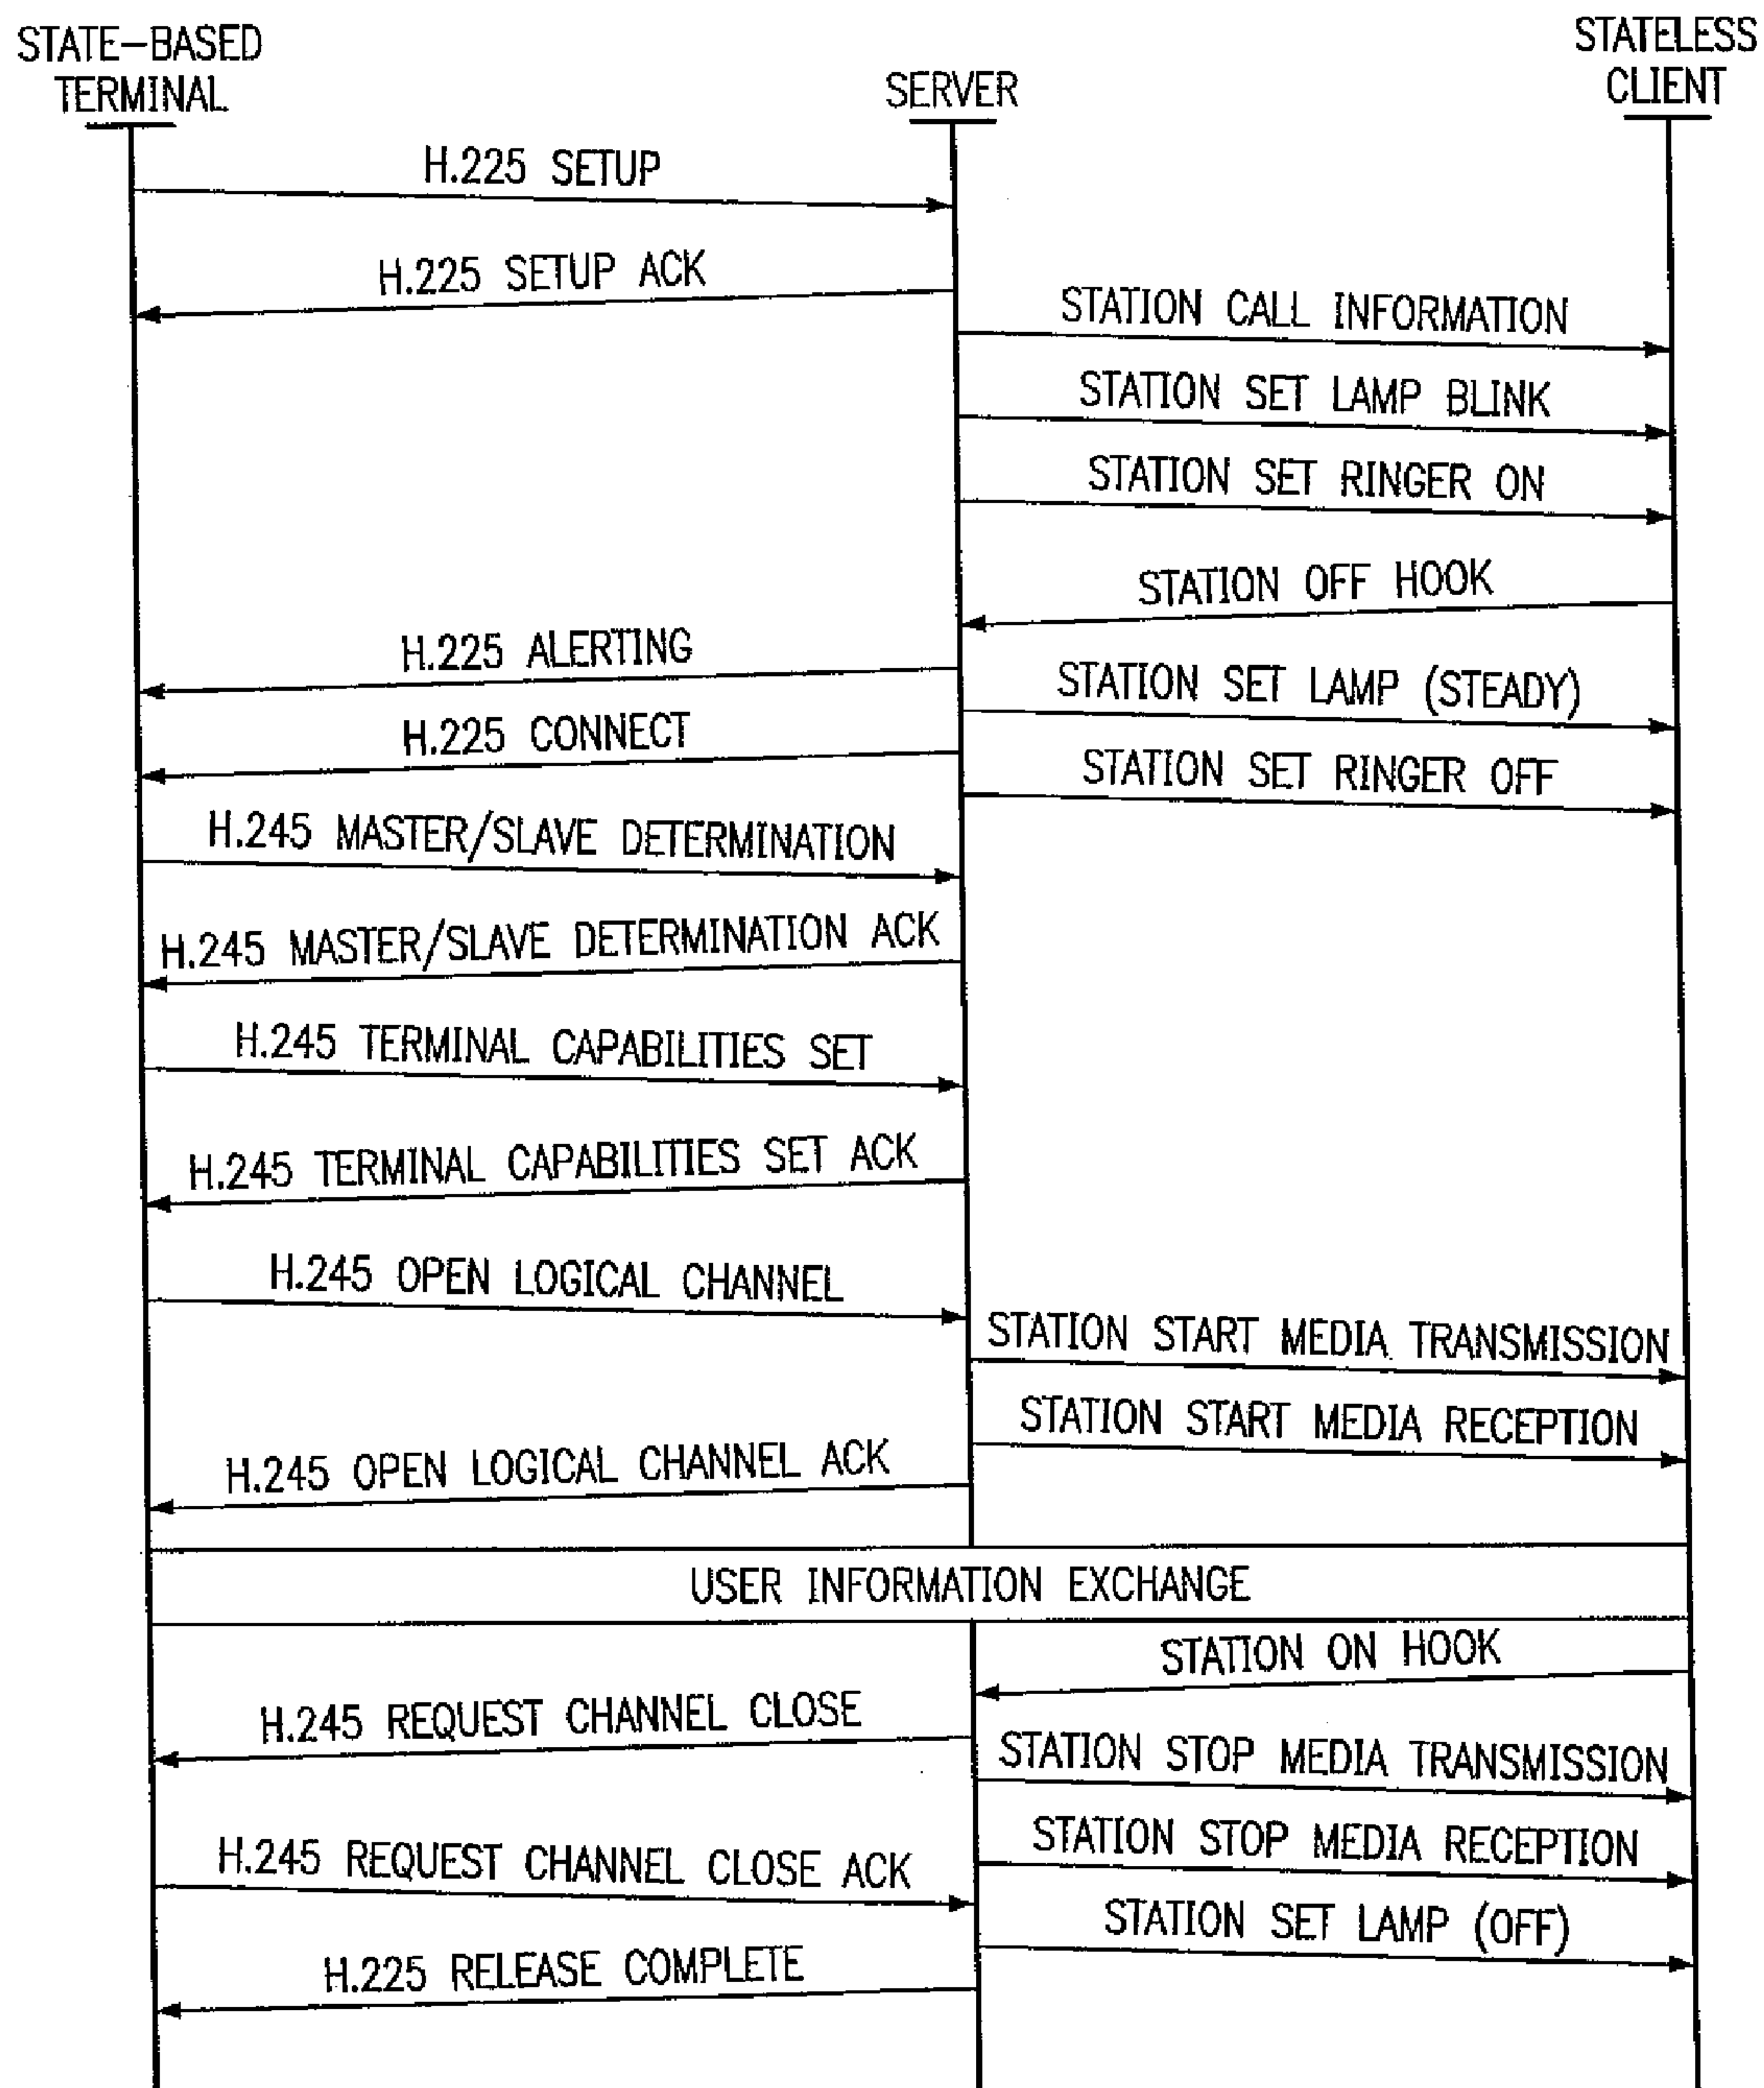 STATE-BASED
TERMINAL
SERVER
STATELESS
CLIENT
H.225 SETUP
H.225 SETUP ACK
STATION CALL INFORMATION
STATION SET LAMP BLINK
STATION SET RINGER ON
STATION OFF HOOK
H.225 ALERTING
STATION SET LAMP (STEADY)
H.225 CONNECT
STATION SET RINGER OFF
H.245 MASTER/SLAVE DETERMINATION
H.245 MASTER/SLAVE DETERMINATION ACK
H.245 TERMINAL CAPABILITIES SET
H.245 TERMINAL CAPABILITIES SET ACK
H.245 OPEN LOGICAL CHANNEL
STATION START MEDIA TRANSMISSION
STATION START MEDIA RECEPTION
H.245 OPEN LOGICAL CHANNEL ACK
USER INFORMATION EXCHANGE
STATION ON HOOK
H.245 REQUEST CHANNEL CLOSE
STATION STOP MEDIA TRANSMISSION
STATION STOP MEDIA RECEPTION
H.245 REQUEST CHANNEL CLOSE ACK
STATION SET LAMP (OFF)
H.225 RELEASE COMPLETE